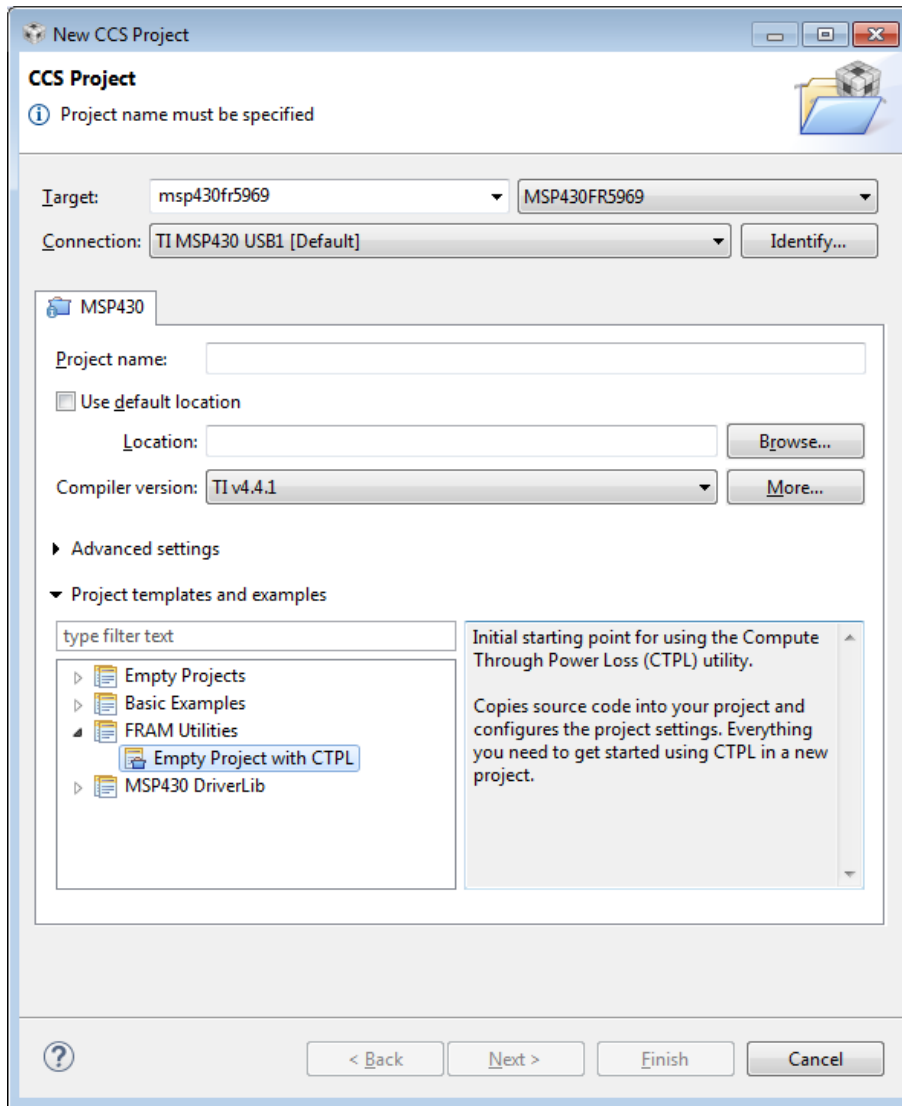 New CCS Project
CCS Project
Project name must be specified
Target: msp430fr5969 MSP430FR5969
Connection: TI MSP430 USB1 [Default] Identify...
MSP430
Project name:
Use default location
Location: Browse...
Compiler version: TI v4.4.1 More...
Advanced settings
Project templates and examples
type filter text
Empty Projects
Basic Examples
FRAM Utilities
Empty Project with CTPL
MSP430 DriverLib
Initial starting point for using the Compute
Through Power Loss (CTPL) utility.
Copies source code into your project and
configures the project settings. Everything
you need to get started using CTPL in a new
project.
< Back Next > Finish Cancel